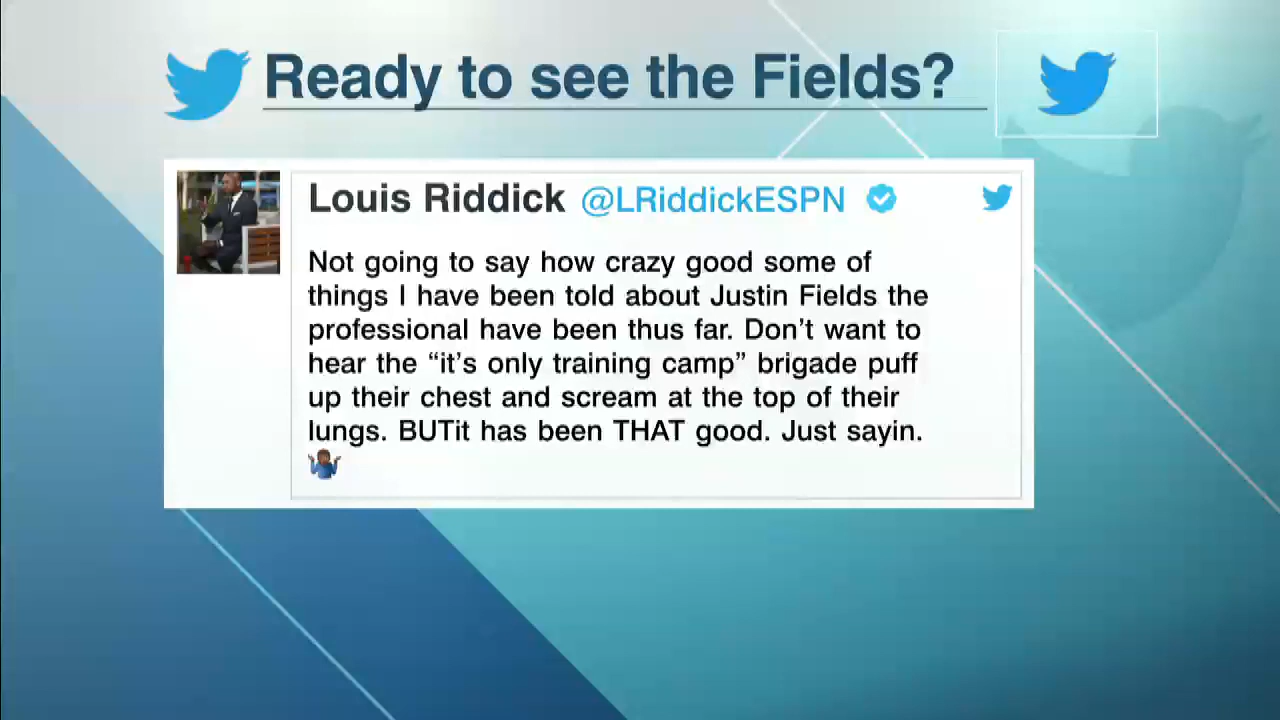 Ready to see the Fields?
Louis Riddick @LRiddickESPN
Not going to say how crazy good some of
things I have been told about Justin Fields the
professional have been thus far. Don’t want to
hear the “it’s only training camp” brigade puff
up their chest and scream at the top of their
lungs. BUTit has been THAT good. Just sayin.
🤷🏾‍♂️